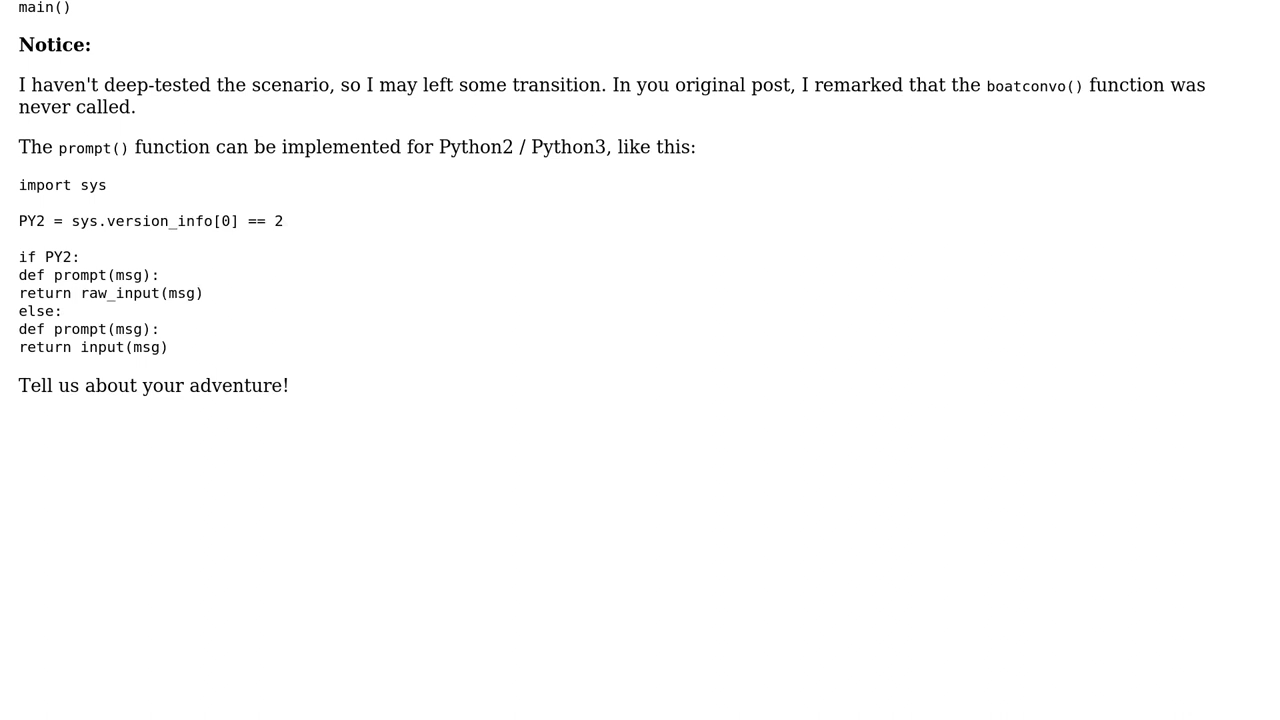 main()
Notice:
I haven't deep-tested the scenario, so I may left some transition. In you original post, I remarked that the boatconvo() function was
never called.
The prompt() function can be implemented for Python2 / Python3, like this:
import sys
PY2 = sys.version_info[0] == 2
if PY2:
def prompt(msg):
return raw_input(msg)
else:
def prompt(msg):
return input(msg)
Tell us about your adventure!